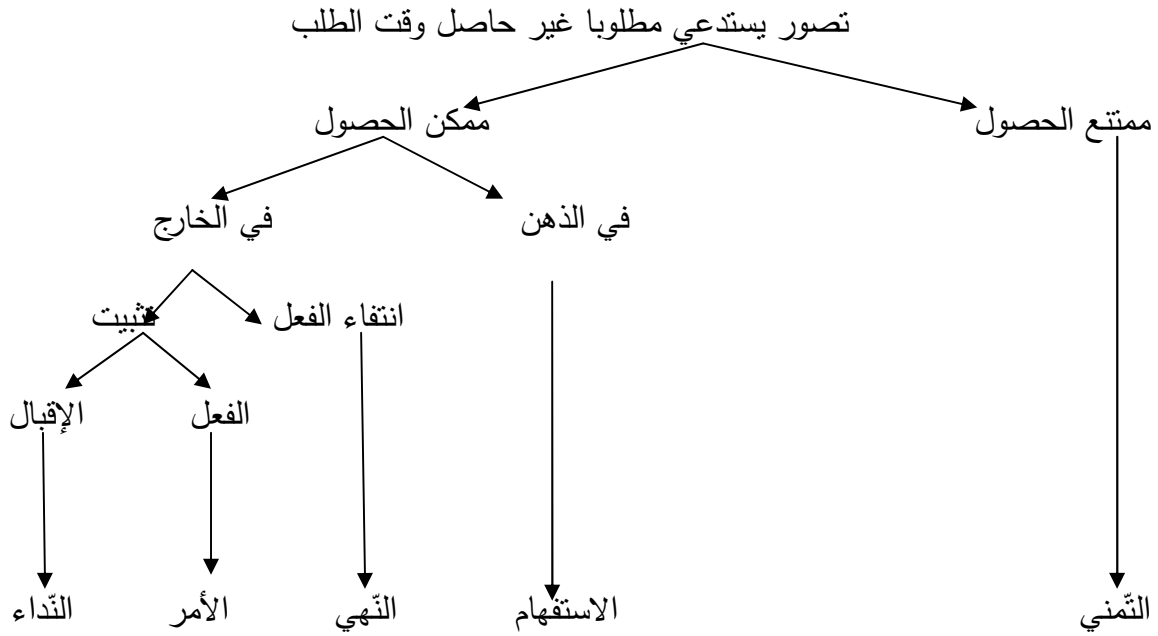 تصور يستدعي مطلوبا غير حاصل وقت الطلب
ممتنع الحصول ممكن الحصول
في الذهن في الخارج
انتفاء الفعل تثبيت
الفعل الإقبال
التّمني الاستفهام النّهي الأمر النّداء